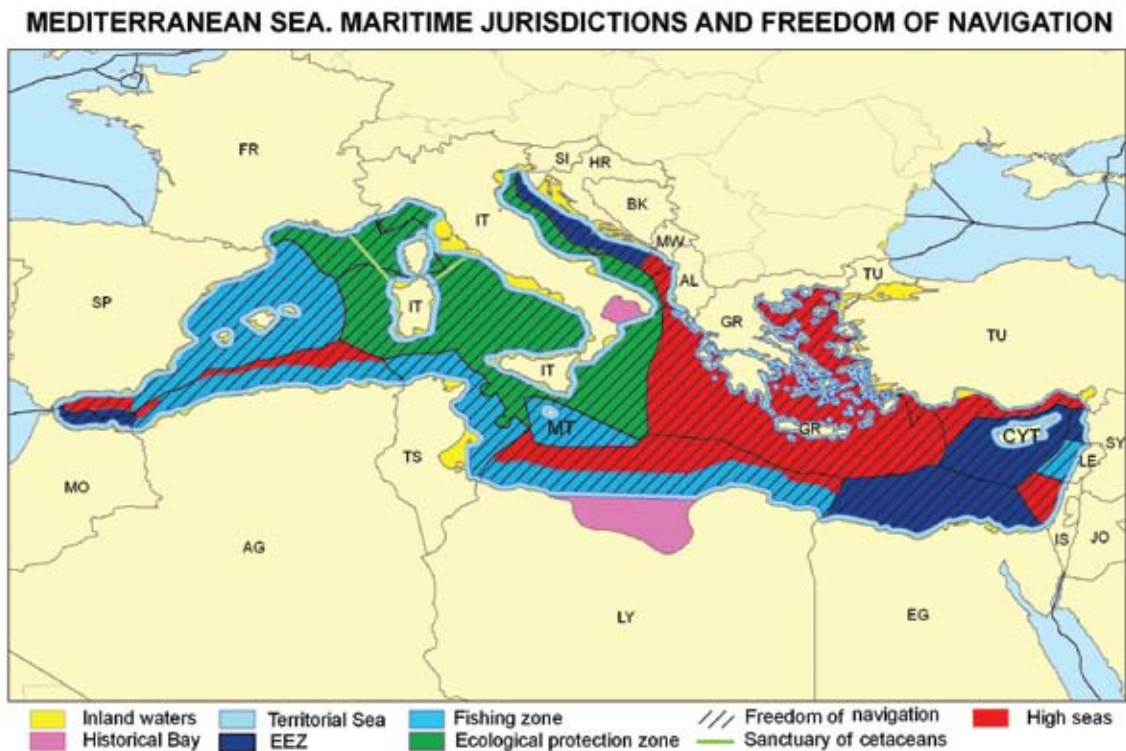 MEDITERRANEAN SEA. MARITIME JURISDICTIONS AND FREEDOM OF NAVIGATION
FR
SI
HR
IT
BK
MW
AL
TU
SP
IT
GR
TU
IT
MT
GR
CYT
SY
LE
TS
MO
IS
JO
AG
LY
EG
Inland waters
Territorial Sea
Fishing zone
Freedom of navigation
High seas
Historical Bay
EEZ
Ecological protection zone
Sanctuary of cetaceans